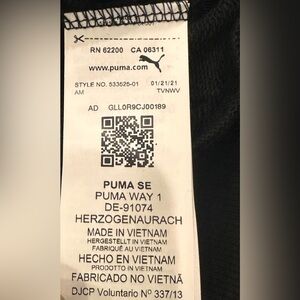 RN 62200 CA 06311
www.puma.com
STYLE NO. 533525-01 01/21/21
AM TVNWV
AD GLL0R9CJ00189
PUMA SE
PUMA WAY 1
DE-91074
HERZOGENAURACH
MADE IN VIETNAM
HERGESTELLT IN VIETNAM
FABRIQUÉ AU VIETNAM
HECHO EN VIETNAM
PRODOTTO IN VIETNAM
FABRICADO NO VIETNÃ
DJCP Voluntario Nº 337/13